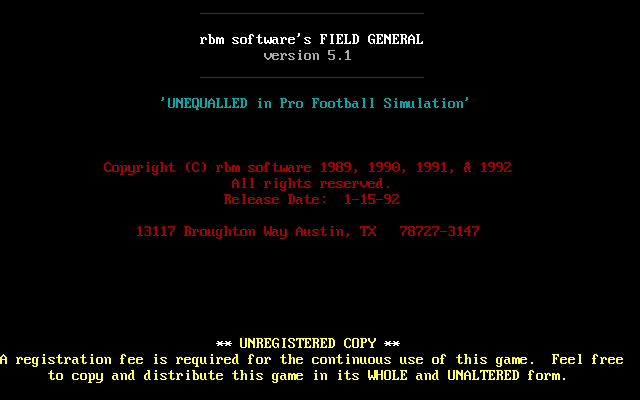 rbm software's FIELD GENERAL
version 5.1
'UNEQUALLED in Pro Football Simulation'
Copyright (C) rbm software 1989, 1990, 1991, & 1992
All rights reserved.
Release Date:  1-15-92
13117 Broughton Way Austin, TX   78727-3147
** UNREGISTERED COPY **
A registration fee is required for the continuous use of this game.  Feel free
to copy and distribute this game in its WHOLE and UNALTERED form.